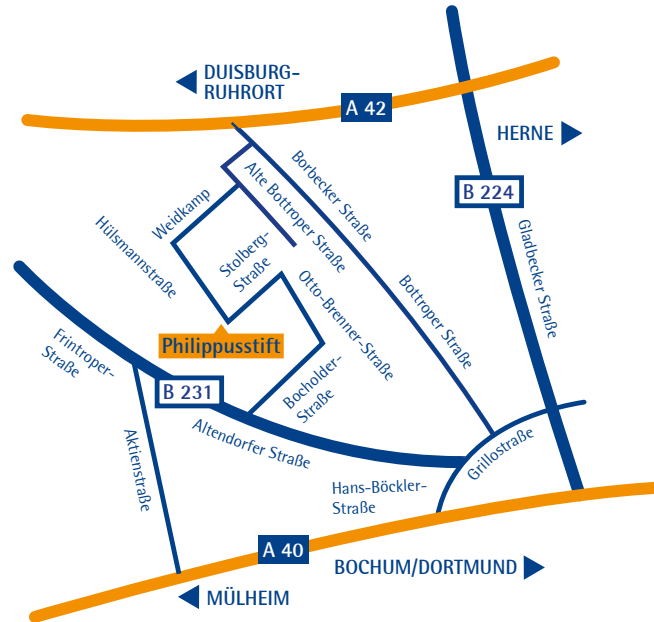 DUISBURG-
RUHRORT
A 42
HERNE
B 224
Borbecker Straße
Alte Bottroper Straße
Weidkamp
Hülsmannstraße
Stolberg-
Straße
Gladbecker Straße
Otto-Brenner-Straße
Bottroper Straße
Philippusstift
Frintroper-
Straße
B 231
Bocholder-
Straße
Altendorfer Straße
Aktienstraße
Grillostraße
Hans-Böckler-
Straße
A 40
BOCHUM/DORTMUND
MÜLHEIM